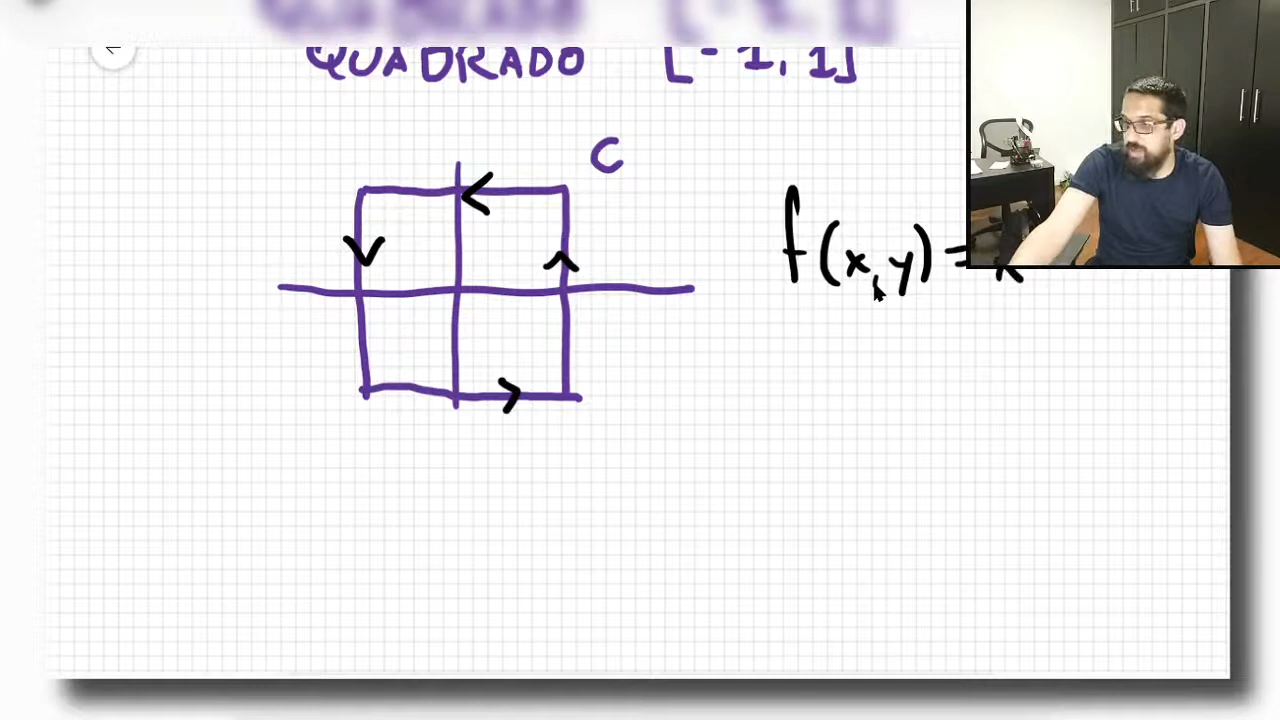 QUADRADO [-1, 1]
C
f(x,y) = x